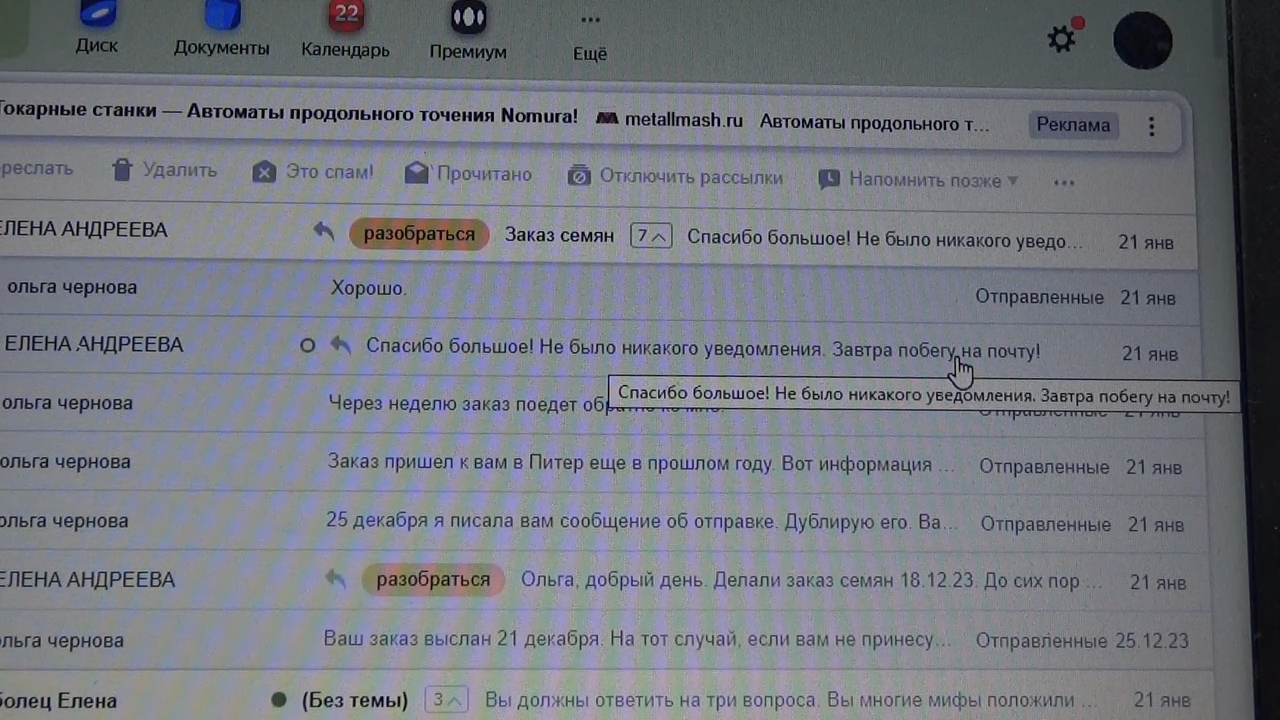 Диск Документы 22 Календарь Премиум ... Ещё
Токарные станки — Автоматы продольного точения Nomura! metallmash.ru Автоматы продольного т... Реклама
ереслать Удалить Это спам! Прочитано Отключить рассылки Напомнить позже ...
ЕЛЕНА АНДРЕЕВА разобраться Заказ семян 7 Спасибо большое! Не было никакого уведо... 21 янв
ольга чернова Хорошо. Отправленные 21 янв
ЕЛЕНА АНДРЕЕВА Спасибо большое! Не было никакого уведомления. Завтра побегу на почту! 21 янв
Спасибо большое! Не было никакого уведомления. Завтра побегу на почту!
ольга чернова Через неделю заказ поедет обратно ко мне. Отправленные 21 янв
ольга чернова Заказ пришел к вам в Питер еще в прошлом году. Вот информация ... Отправленные 21 янв
ольга чернова 25 декабря я писала вам сообщение об отправке. Дублирую его. Ва... Отправленные 21 янв
ЕЛЕНА АНДРЕЕВА разобраться Ольга, добрый день. Делали заказ семян 18.12.23. До сих пор ... 21 янв
ольга чернова Ваш заказ выслан 21 декабря. На тот случай, если вам не принесу... Отправленные 25.12.23
болец Елена (Без темы) 3 Вы должны ответить на три вопроса. Вы многие мифы положили ... 21 янв